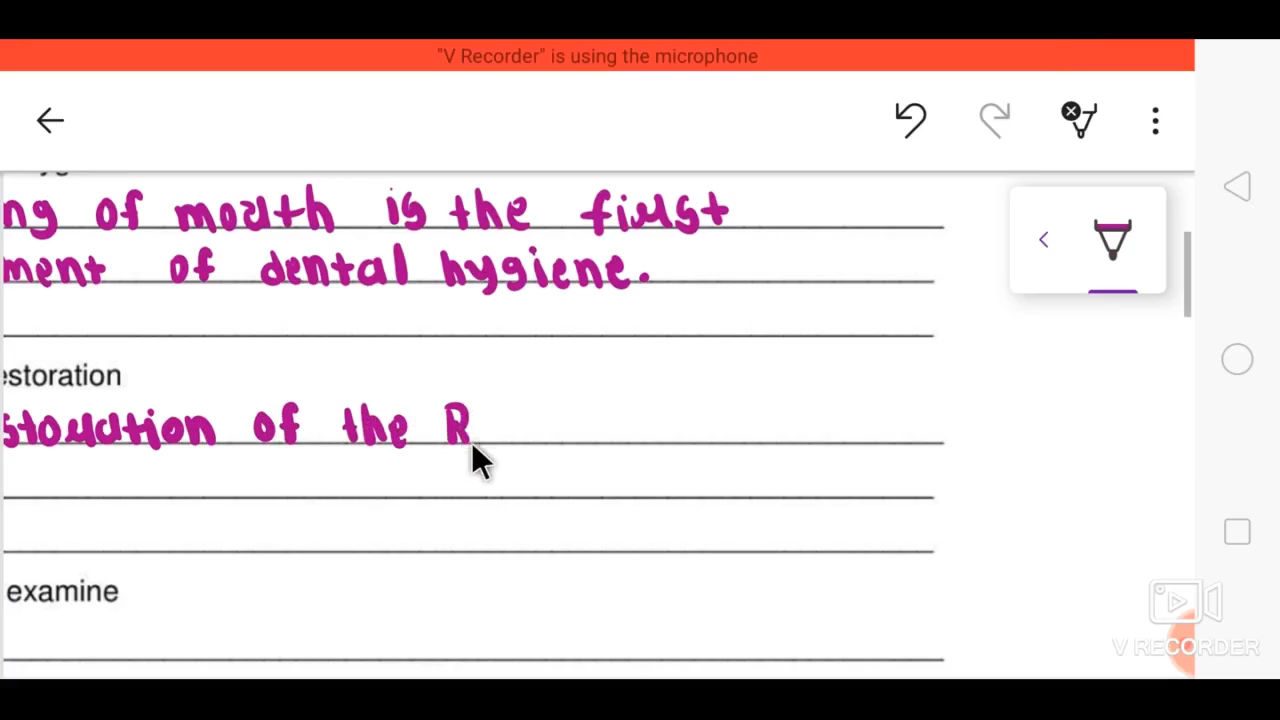 "V Recorder" is using the microphone
ng of mouth is the first
ment of dental hygiene.
estoration
storation of the R
examine
V RECORDER